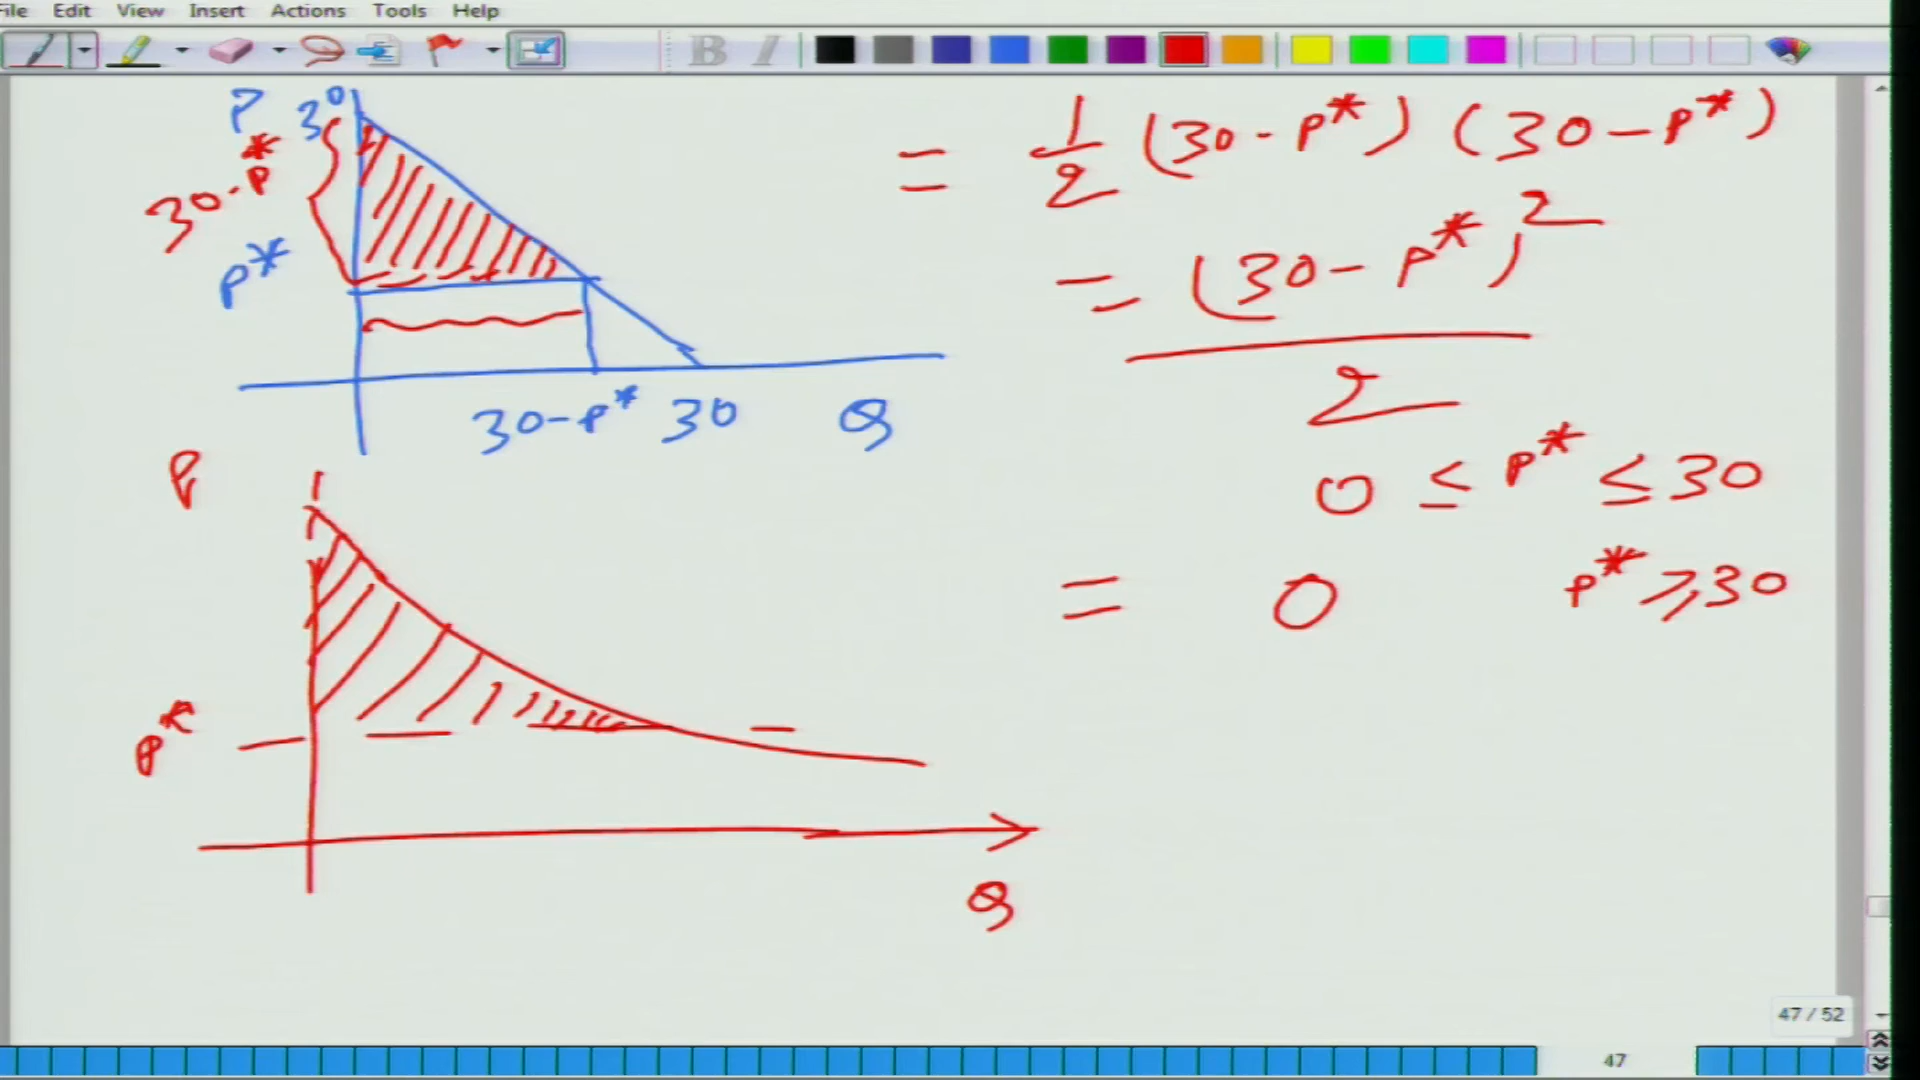 File Edit View Insert Actions Tools Help
B I
P 30
30-P*
P*
30-P* 30 Q
= 1/2 (30-P*) (30-P*)
= (30-P*)²
2
0 ≤ P* ≤ 30
= 0 P* ≥ 30
P
P*
Q
47 / 52
47